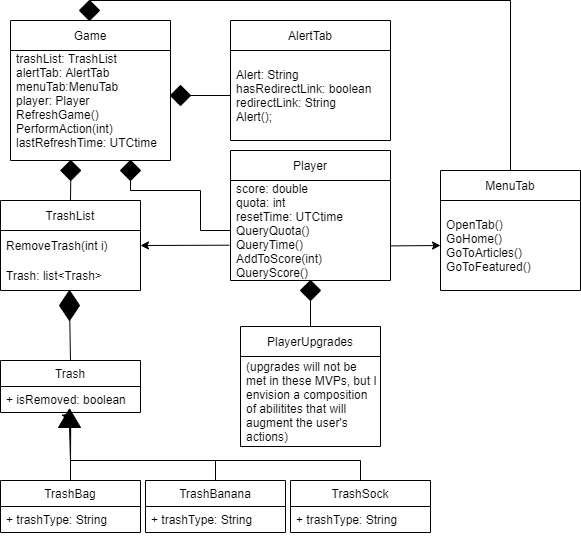 Game
trashList: TrashList
alertTab: AlertTab
menuTab:MenuTab
player: Player
RefreshGame()
PerformAction(int)
lastRefreshTime: UTCtime
AlertTab
Alert: String
hasRedirectLink: boolean
redirectLink: String
Alert();
Player
score: double
quota: int
resetTime: UTCtime
QueryQuota()
QueryTime()
AddToScore(int)
QueryScore()
MenuTab
OpenTab()
GoHome()
GoToArticles()
GoToFeatured()
TrashList
RemoveTrash(int i)
Trash: list<Trash>
PlayerUpgrades
(upgrades will not be
met in these MVPs, but I
envision a composition
of abilitites that will
augment the user's
actions)
Trash
+ isRemoved: boolean
TrashBag
+ trashType: String
TrashBanana
+ trashType: String
TrashSock
+ trashType: String